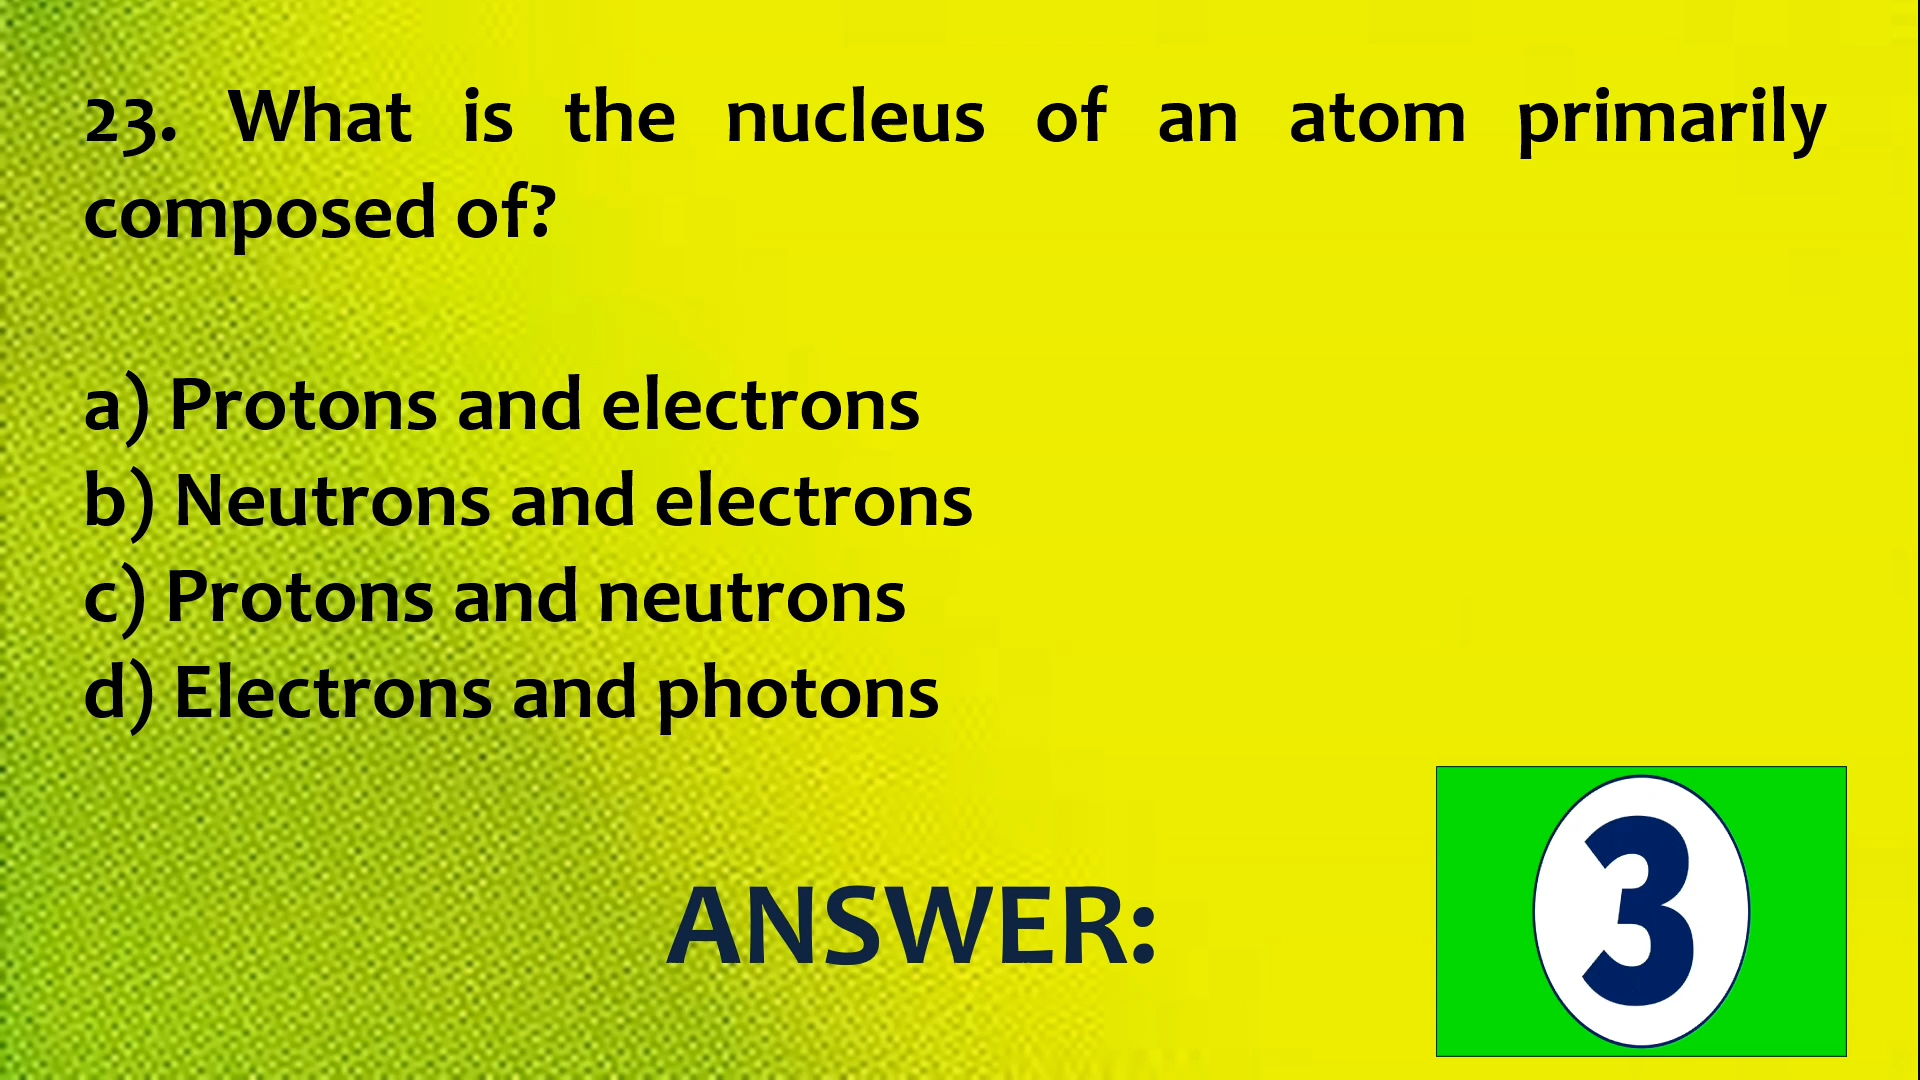 23. What is the nucleus of an atom primarily
composed of?
a) Protons and electrons
b) Neutrons and electrons
c) Protons and neutrons
d) Electrons and photons
ANSWER:
3